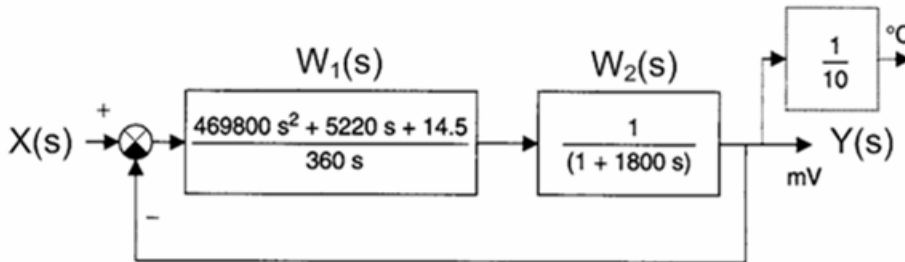 W₁(s)
W₂(s)
1
10
°C
X(s)
+
−
469800 s² + 5220 s + 14.5
360 s
1
(1 + 1800 s)
Y(s)
mV